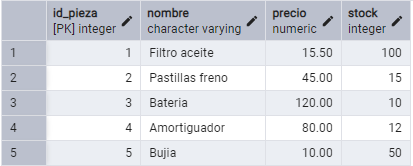 id_pieza nombre precio stock
[PK] integer character varying numeric integer
1 1 Filtro aceite 15.50 100
2 2 Pastillas freno 45.00 15
3 3 Bateria 120.00 10
4 4 Amortiguador 80.00 12
5 5 Bujia 10.00 50